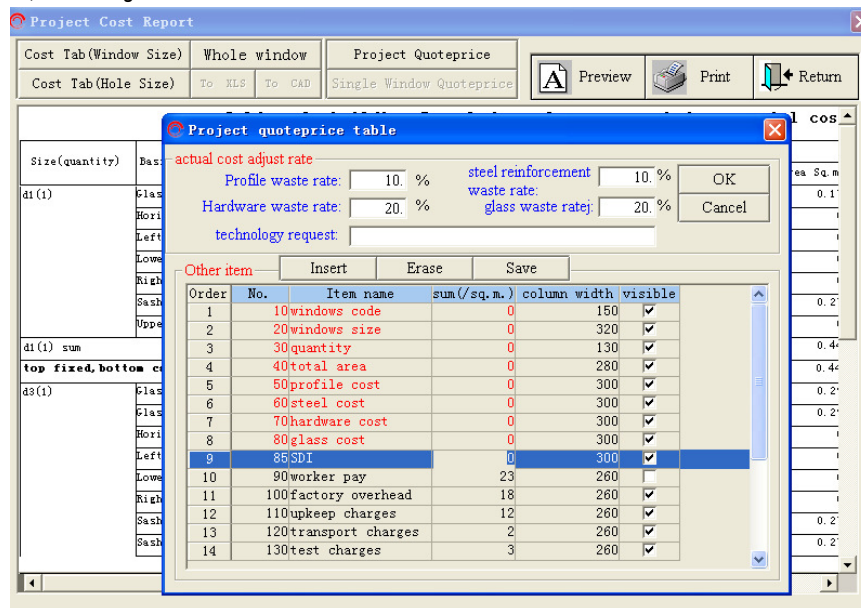 Project Cost Report
Cost Tab(Window Size) Whole window Project Quoteprice
Cost Tab(Hole Size) To XLS To CAD Single Window Quoteprice
A Preview Print Return
Project quoteprice table
cos
Size(quantity)
actual cost adjust rate
Profile waste rate: 10. % steel reinforcement waste rate: 10. % OK
Hardware waste rate: 20. % glass waste ratej: 20. % Cancel
technology request:
Other item Insert Erase Save
Order No. Item name sum(/sq.m.) column width visible
1 10 windows code 0 150
2 20 windows size 0 320
3 30 quantity 0 130
4 40 total area 0 280
5 50 profile cost 0 300
6 60 steel cost 0 300
7 70 hardware cost 0 300
8 80 glass cost 0 300
9 85 SDI 0 300
10 90 worker pay 23 260
11 100 factory overhead 18 260
12 110 upkeep charges 12 260
13 120 transport charges 2 260
14 130 test charges 3 260
d1(1)
d1(1) sum
top fixed,bottom
d3(1)